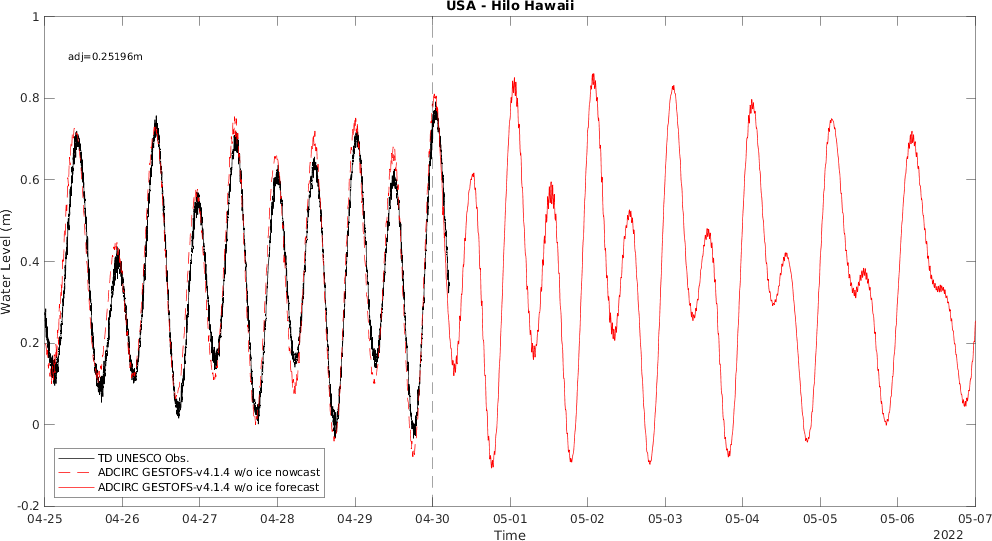 USA - Hilo Hawaii
adj=0.25196m
1
0.8
0.6
0.4
0.2
0
-0.2
Water Level (m)
TD UNESCO Obs.
ADCIRC GESTOFS-v4.1.4 w/o ice nowcast
ADCIRC GESTOFS-v4.1.4 w/o ice forecast
04-25 04-26 04-27 04-28 04-29 04-30 05-01 05-02 05-03 05-04 05-05 05-06 05-07
Time
2022